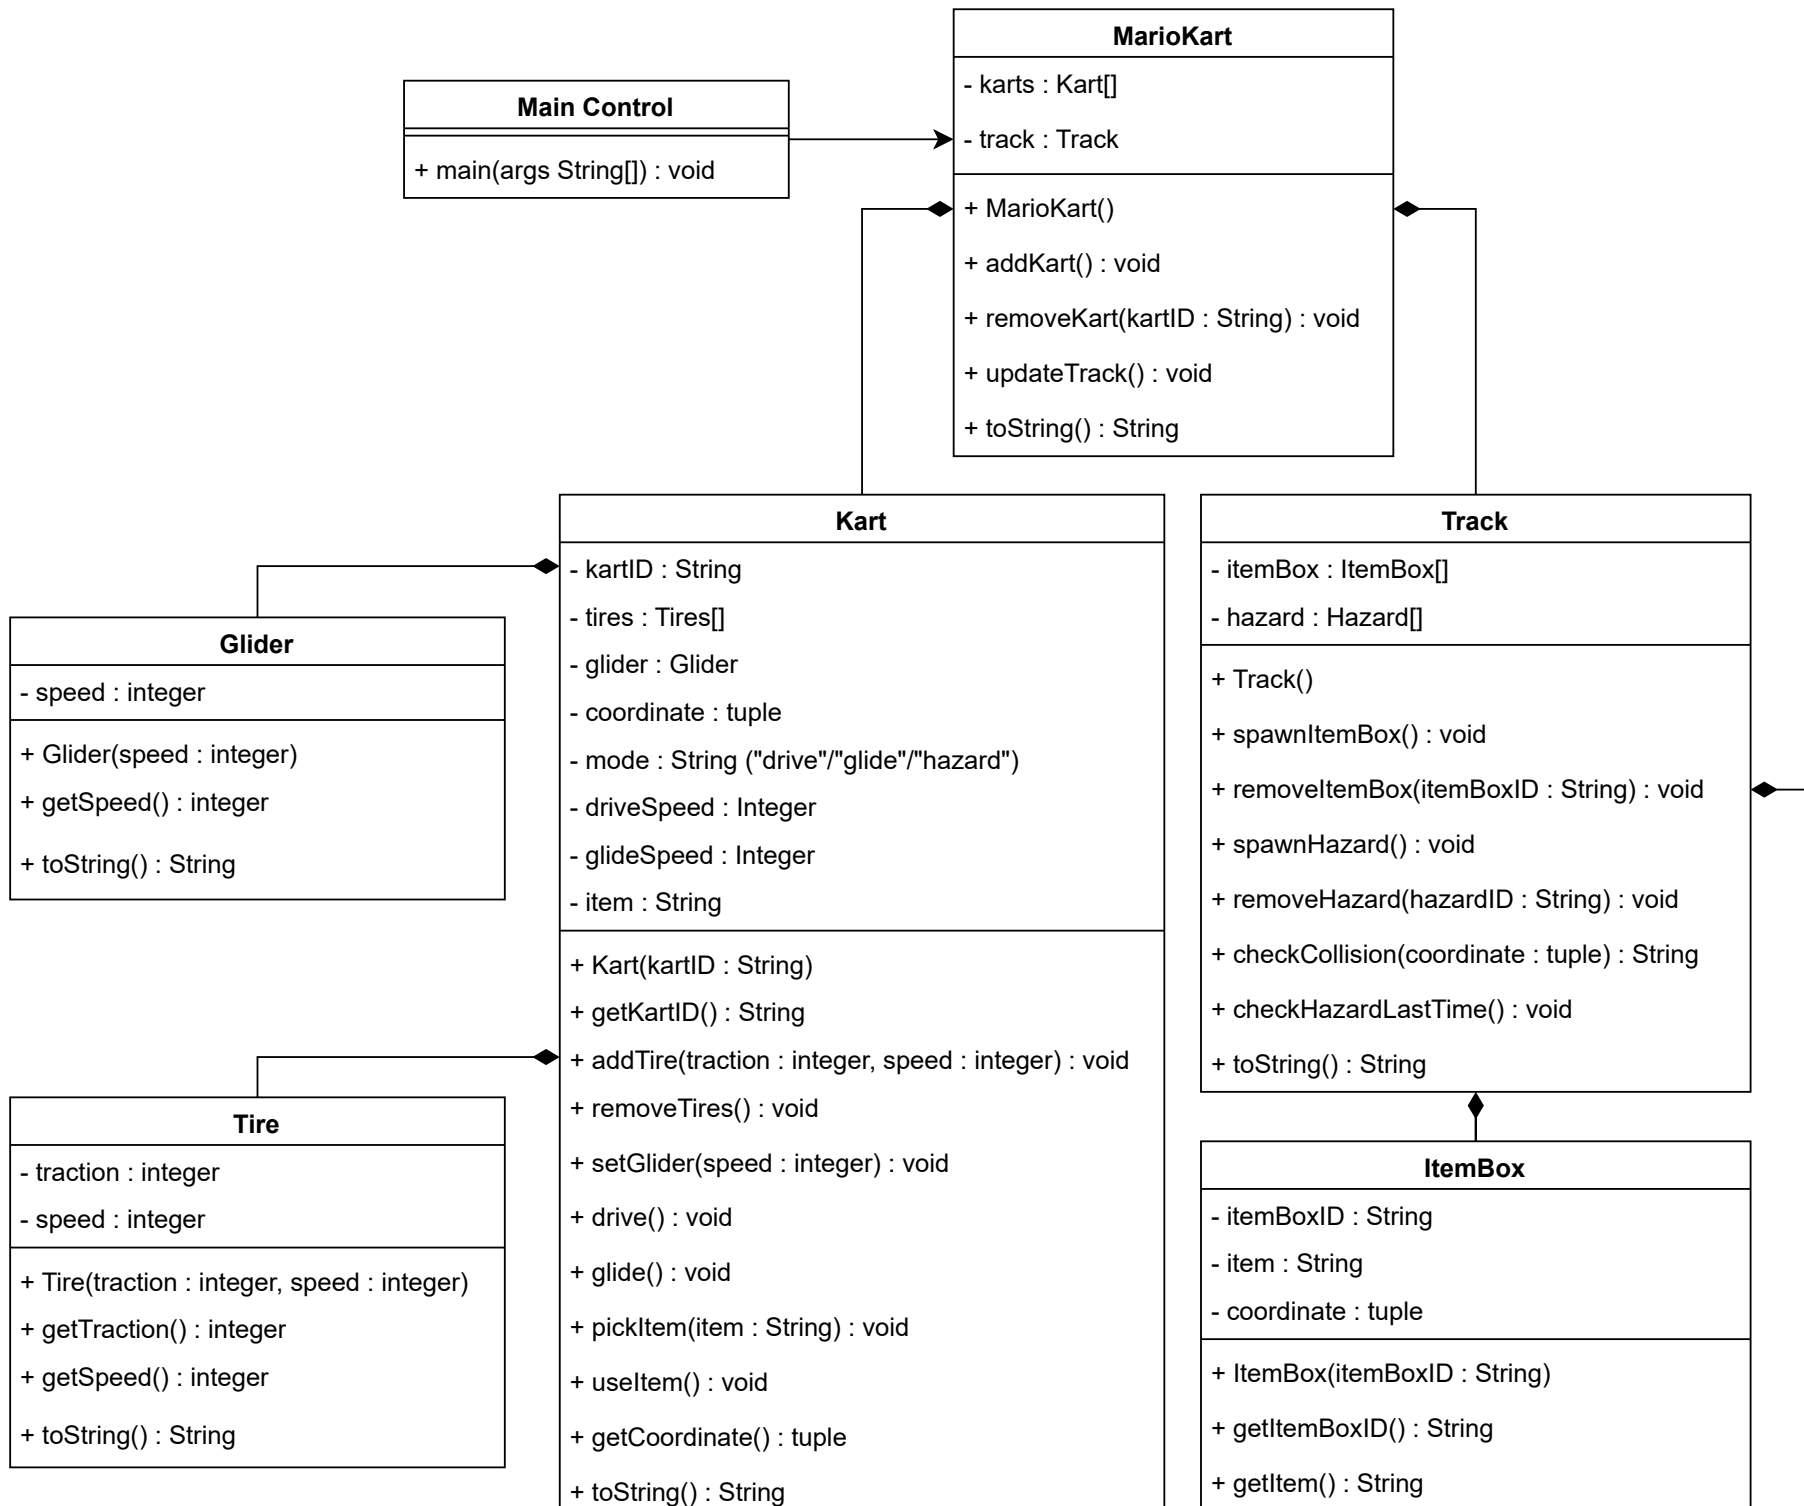 MarioKart
- karts : Kart[]
- track : Track
+ MarioKart()
+ addKart() : void
+ removeKart(kartID : String) : void
+ updateTrack() : void
+ toString() : String
Main Control
+ main(args String[]) : void
Kart
- kartID : String
- tires : Tires[]
- glider : Glider
- coordinate : tuple
- mode : String ("drive"/"glide"/"hazard")
- driveSpeed : Integer
- glideSpeed : Integer
- item : String
+ Kart(kartID : String)
+ getKartID() : String
+ addTire(traction : integer, speed : integer) : void
+ removeTires() : void
+ setGlider(speed : integer) : void
+ drive() : void
+ glide() : void
+ pickItem(item : String) : void
+ useItem() : void
+ getCoordinate() : tuple
+ toString() : String
Track
- itemBox : ItemBox[]
- hazard : Hazard[]
+ Track()
+ spawnItemBox() : void
+ removeItemBox(itemBoxID : String) : void
+ spawnHazard() : void
+ removeHazard(hazardID : String) : void
+ checkCollision(coordinate : tuple) : String
+ checkHazardLastTime() : void
+ toString() : String
Glider
- speed : integer
+ Glider(speed : integer)
+ getSpeed() : integer
+ toString() : String
Tire
- traction : integer
- speed : integer
+ Tire(traction : integer, speed : integer)
+ getTraction() : integer
+ getSpeed() : integer
+ toString() : String
ItemBox
- itemBoxID : String
- item : String
- coordinate : tuple
+ ItemBox(itemBoxID : String)
+ getItemBoxID() : String
+ getItem() : String